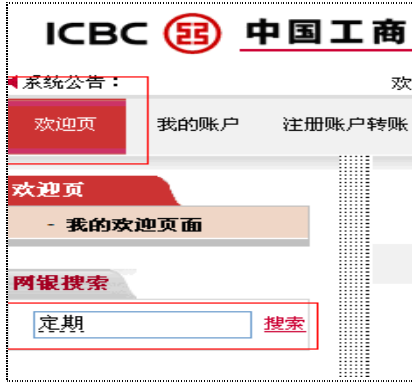 ICBC 中国工商
系统公告： 欢
欢迎页 我的账户 注册账户转账
欢迎页
- 我的欢迎页面
网银搜索
定期 搜索